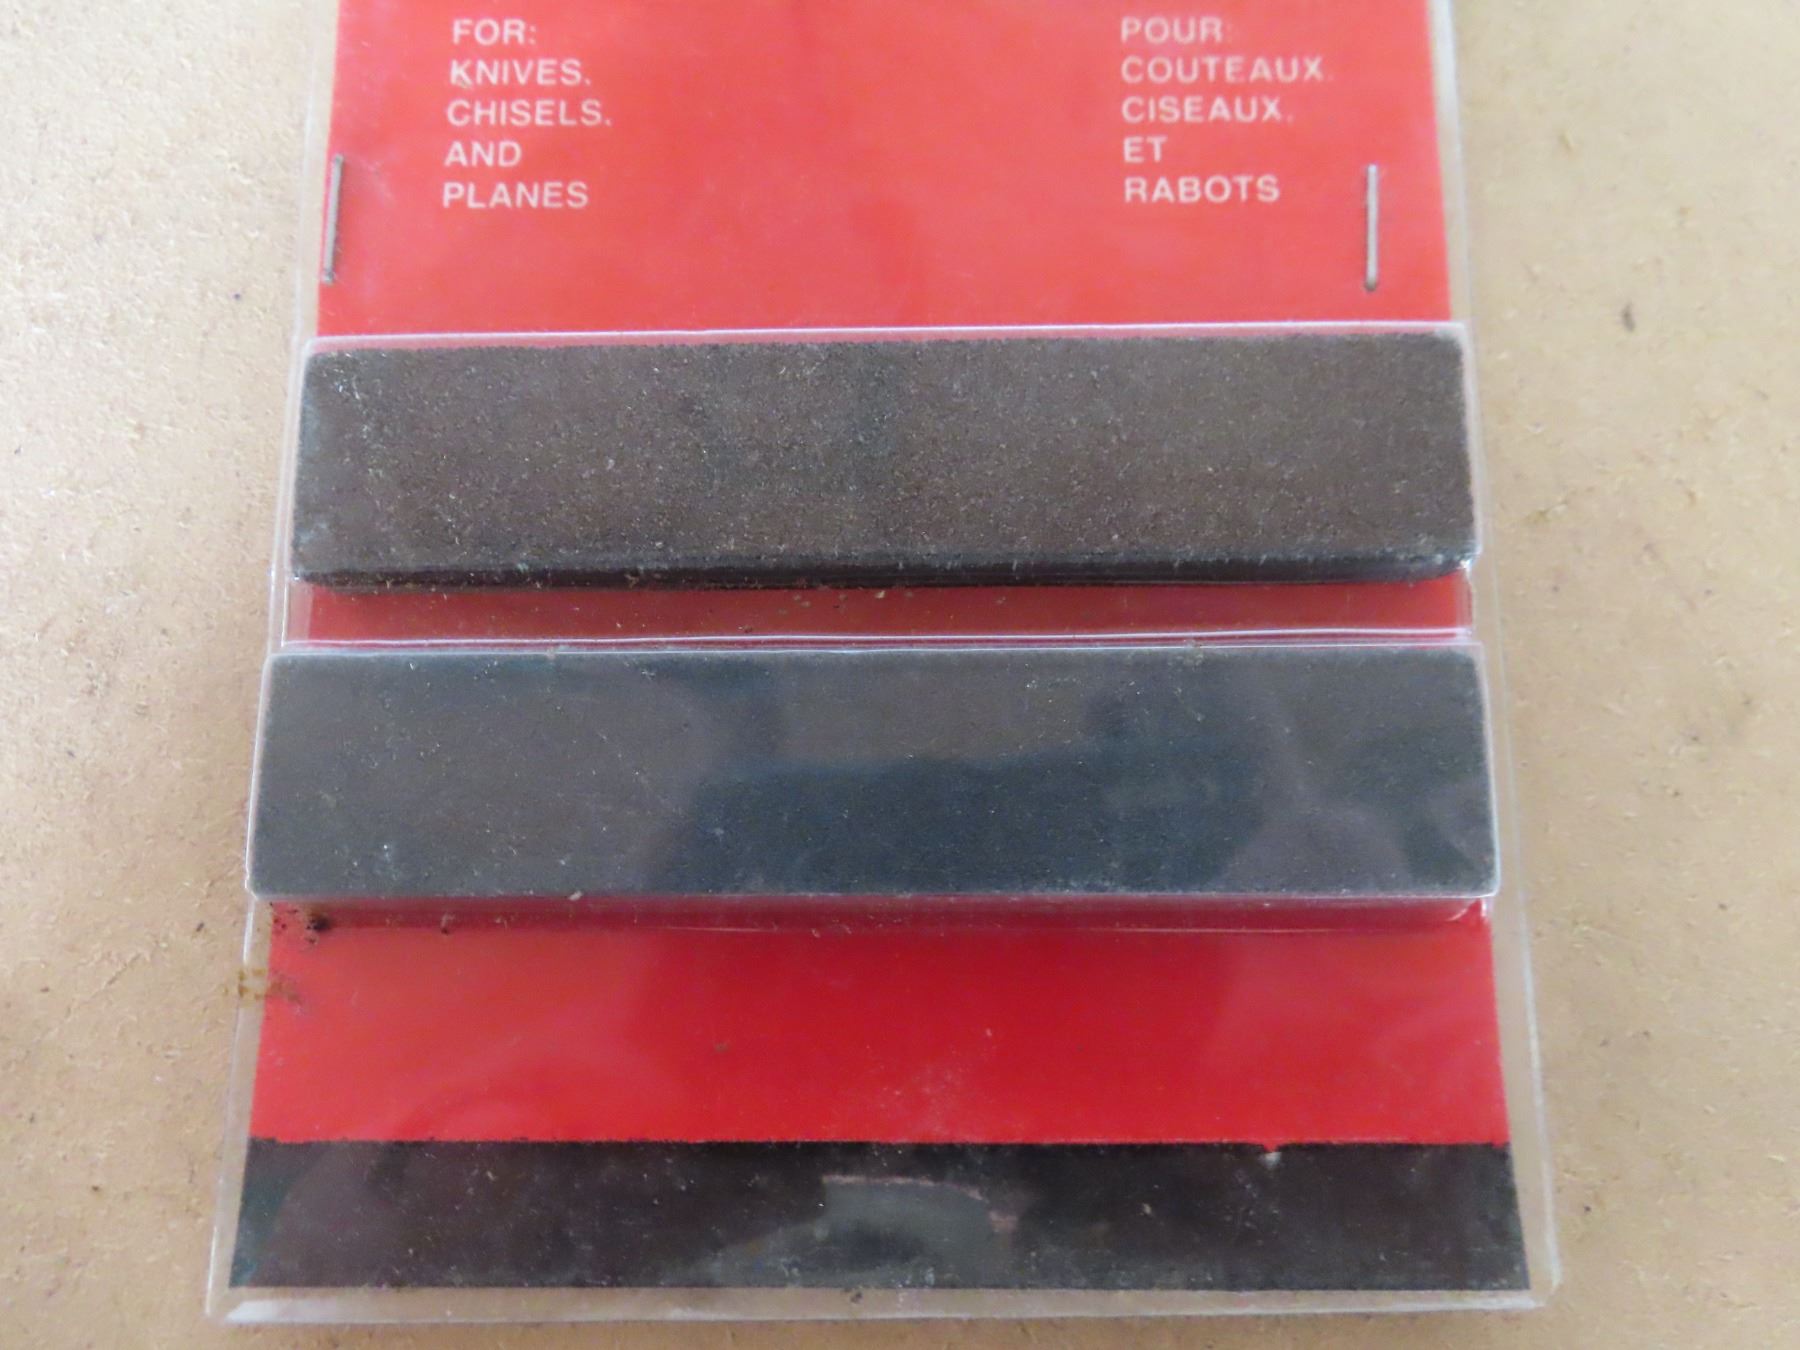 FOR:
KNIVES.
CHISELS.
AND
PLANES
POUR:
COUTEAUX.
CISEAUX.
ET
RABOTS